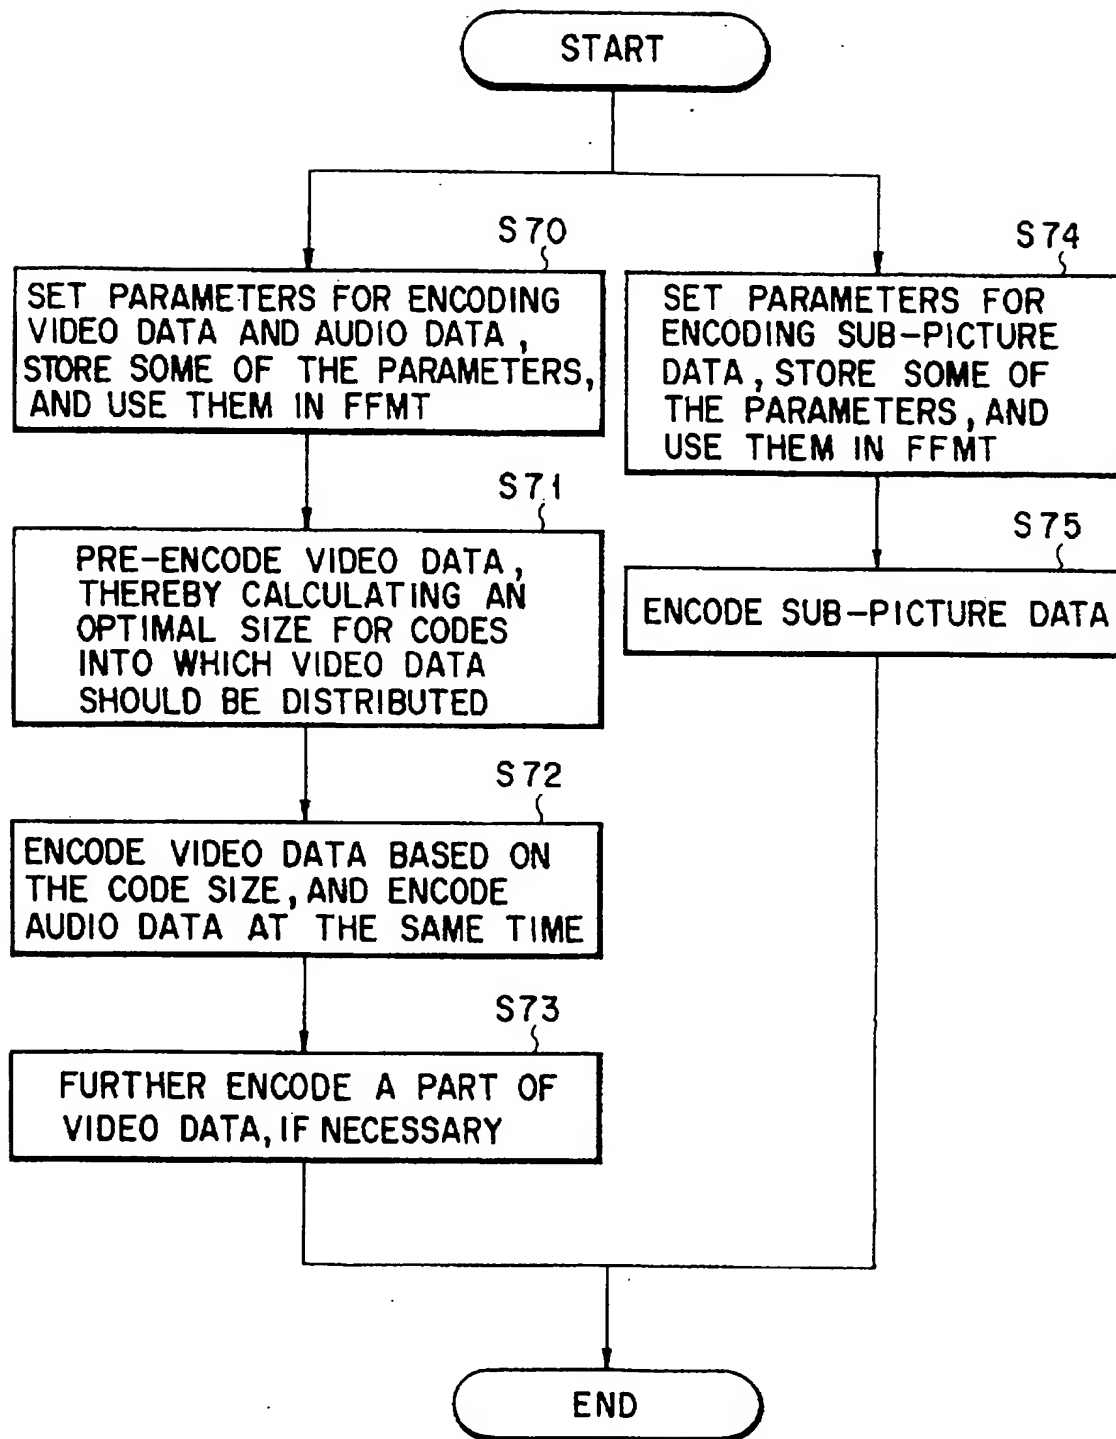 START
S70
SET PARAMETERS FOR ENCODING
VIDEO DATA AND AUDIO DATA,
STORE SOME OF THE PARAMETERS,
AND USE THEM IN FFMT
S71
PRE-ENCODE VIDEO DATA,
THEREBY CALCULATING AN
OPTIMAL SIZE FOR CODES
INTO WHICH VIDEO DATA
SHOULD BE DISTRIBUTED
S72
ENCODE VIDEO DATA BASED ON
THE CODE SIZE, AND ENCODE
AUDIO DATA AT THE SAME TIME
S73
FURTHER ENCODE A PART OF
VIDEO DATA, IF NECESSARY
S74
SET PARAMETERS FOR
ENCODING SUB-PICTURE
DATA, STORE SOME OF
THE PARAMETERS, AND
USE THEM IN FFMT
S75
ENCODE SUB-PICTURE DATA
END